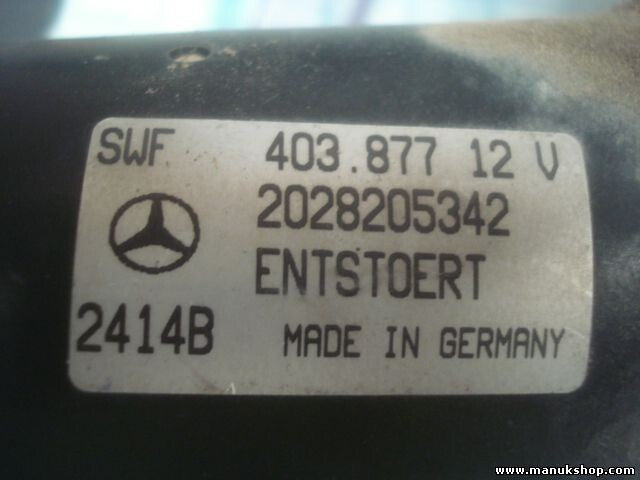 SWF 403.877 12 V
2028205342
ENTSTOERT
2414B MADE IN GERMANY
www.manukshop.com